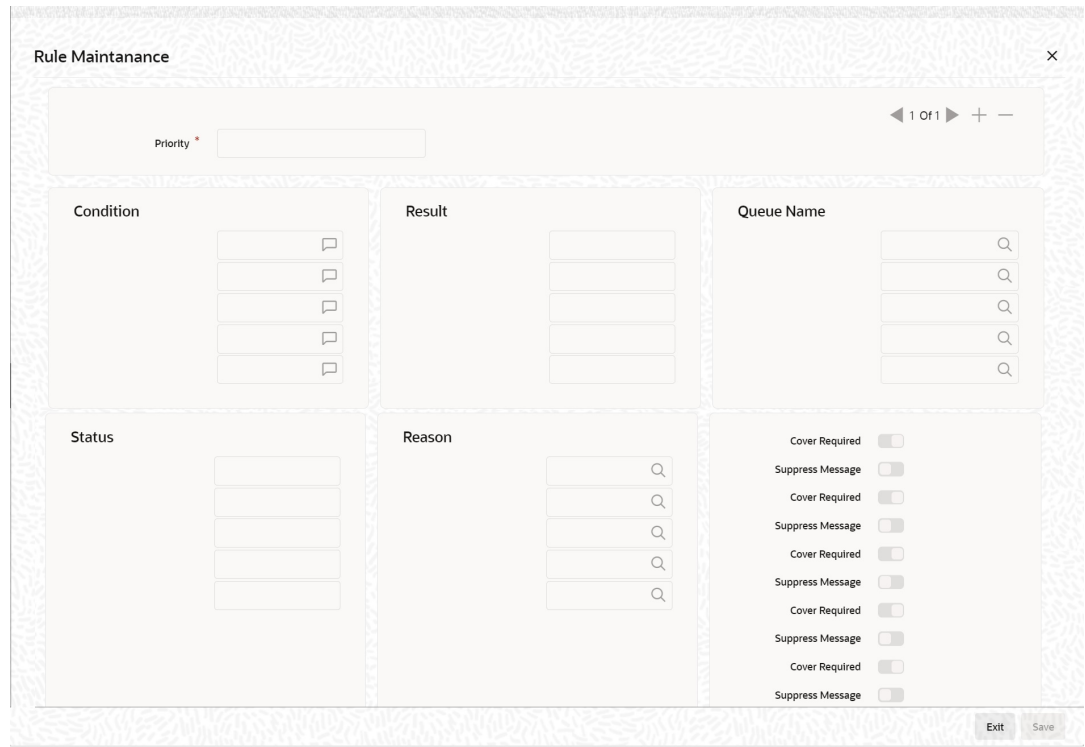 Rule Maintanance
1 Of 1
Priority *
Condition
Result
Queue Name
Status
Reason
Cover Required
Suppress Message
Cover Required
Suppress Message
Cover Required
Suppress Message
Cover Required
Suppress Message
Cover Required
Suppress Message
Exit
Save